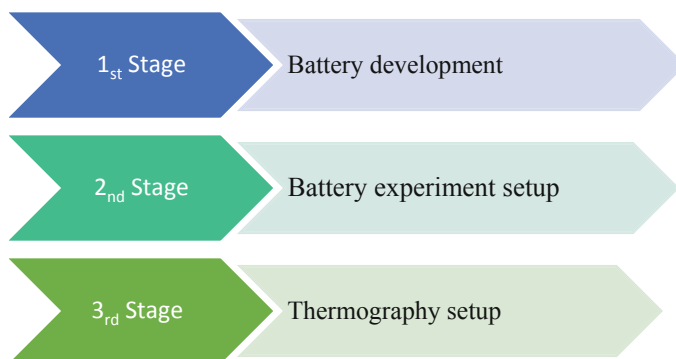 1st Stage
Battery development
2nd Stage
Battery experiment setup
3rd Stage
Thermography setup